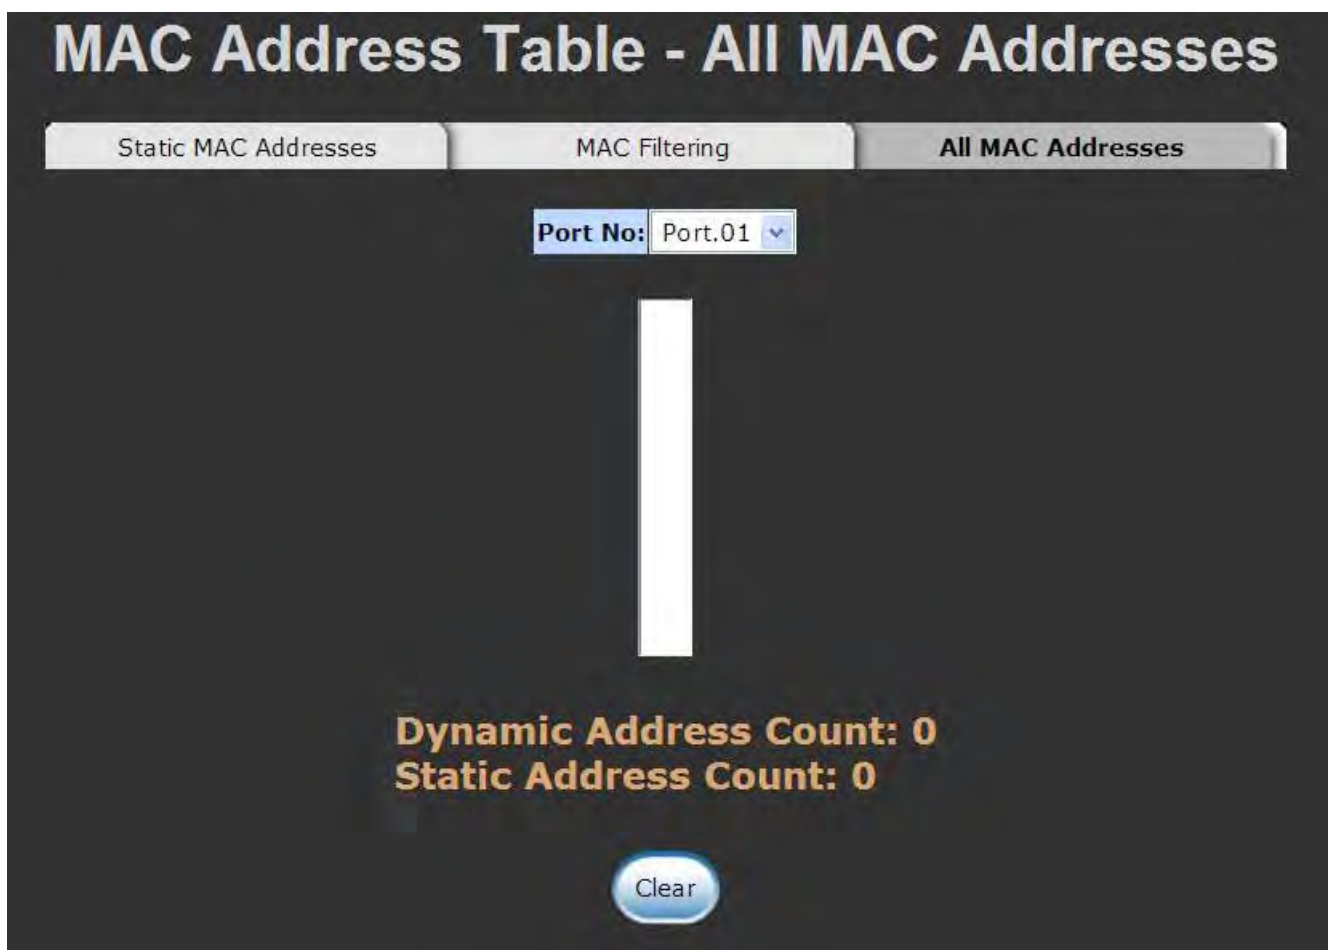 MAC Address Table - All MAC Addresses
Static MAC Addresses MAC Filtering All MAC Addresses
Port No: Port.01
Dynamic Address Count: 0
Static Address Count: 0
Clear